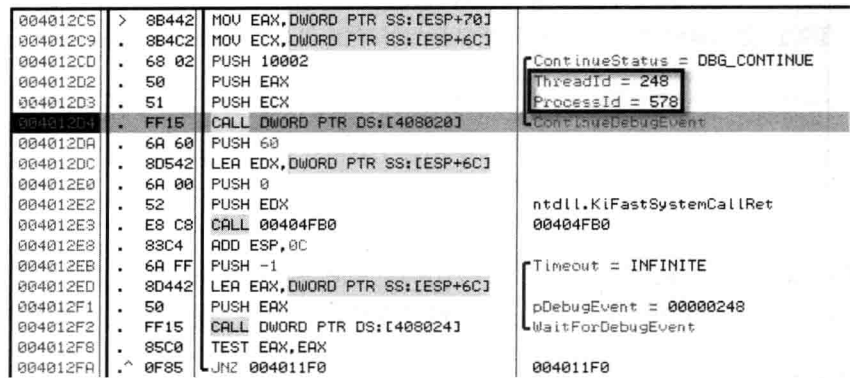 004012C5 > 8B442 MOV EAX,DWORD PTR SS:[ESP+70]
004012C9 . 8B4C2 MOV ECX,DWORD PTR SS:[ESP+6C]
004012CD . 68 02 PUSH 10002 ContinueStatus = DBG_CONTINUE
004012D2 . 50 PUSH EAX ThreadId = 248
004012D3 . 51 PUSH ECX ProcessId = 578
004012D4 . FF15 CALL DWORD PTR DS:[408020] ContinueDebugEvent
004012DA . 6A 60 PUSH 60
004012DC . 8D542 LEA EDX,DWORD PTR SS:[ESP+6C]
004012E0 . 6A 00 PUSH 0
004012E2 . 52 PUSH EDX ntdll.KiFastSystemCallRet
004012E3 . E8 C8 CALL 00404FB0 00404FB0
004012E8 . 83C4 ADD ESP,0C
004012EB . 6A FF PUSH -1 Timeout = INFINITE
004012ED . 8D442 LEA EAX,DWORD PTR SS:[ESP+6C]
004012F1 . 50 PUSH EAX pDebugEvent = 00000248
004012F2 . FF15 CALL DWORD PTR DS:[408024] WaitForDebugEvent
004012F8 . 85C0 TEST EAX,EAX
004012FA .^ 0F85 JNZ 004011F0 004011F0